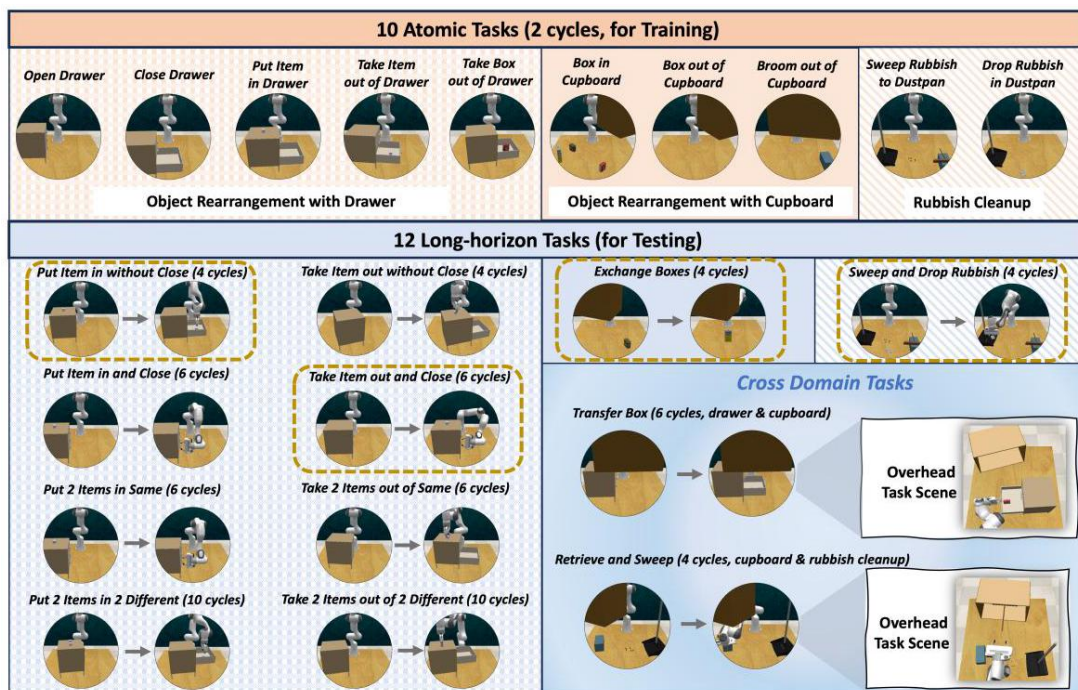 10 Atomic Tasks (2 cycles, for Training)
Open Drawer
Close Drawer
Put Item
in Drawer
Take Item
out of Drawer
Take Box
out of Drawer
Object Rearrangement with Drawer
Box in
Cupboard
Box out of
Cupboard
Broom out of
Cupboard
Object Rearrangement with Cupboard
Sweep Rubbish
to Dustpan
Drop Rubbish
in Dustpan
Rubbish Cleanup
12 Long-horizon Tasks (for Testing)
Put Item in without Close (4 cycles)
Take Item out without Close (4 cycles)
Put Item in and Close (6 cycles)
Take Item out and Close (6 cycles)
Put 2 Items in Same (6 cycles)
Take 2 Items out of Same (6 cycles)
Put 2 Items in 2 Different (10 cycles)
Take 2 Items out of 2 Different (10 cycles)
Exchange Boxes (4 cycles)
Sweep and Drop Rubbish (4 cycles)
Cross Domain Tasks
Transfer Box (6 cycles, drawer & cupboard)
Overhead
Task Scene
Retrieve and Sweep (4 cycles, cupboard & rubbish cleanup)
Overhead
Task Scene